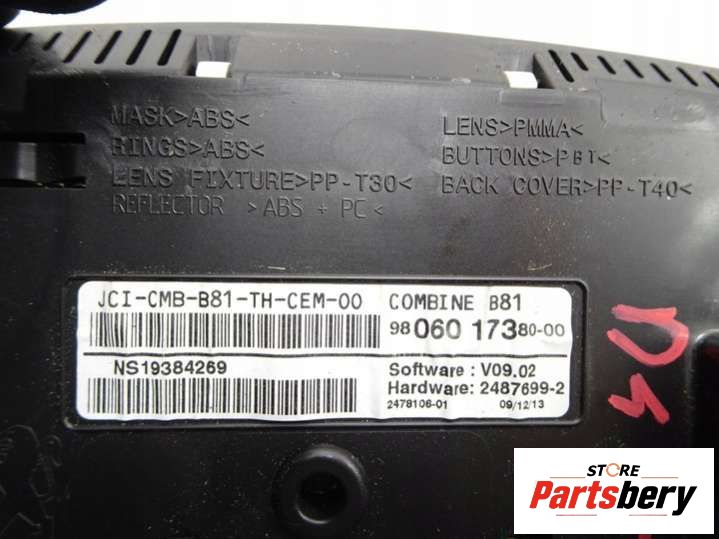 MASK>ABS<
RINGS>ABS<
LENS FIXTURE>PP-T30<
REFLECTOR >ABS + PC<
LENS>PMMA<
BUTTONS>PBT<
BACK COVER>PP-T40<
JCI-CMB-B81-TH-CEM-00
NS19384269
COMBINE B81
98 060 173 80-00
Software : V09.02
Hardware: 2487699-2
2478106-01 09/12/13
STORE
Partsbery